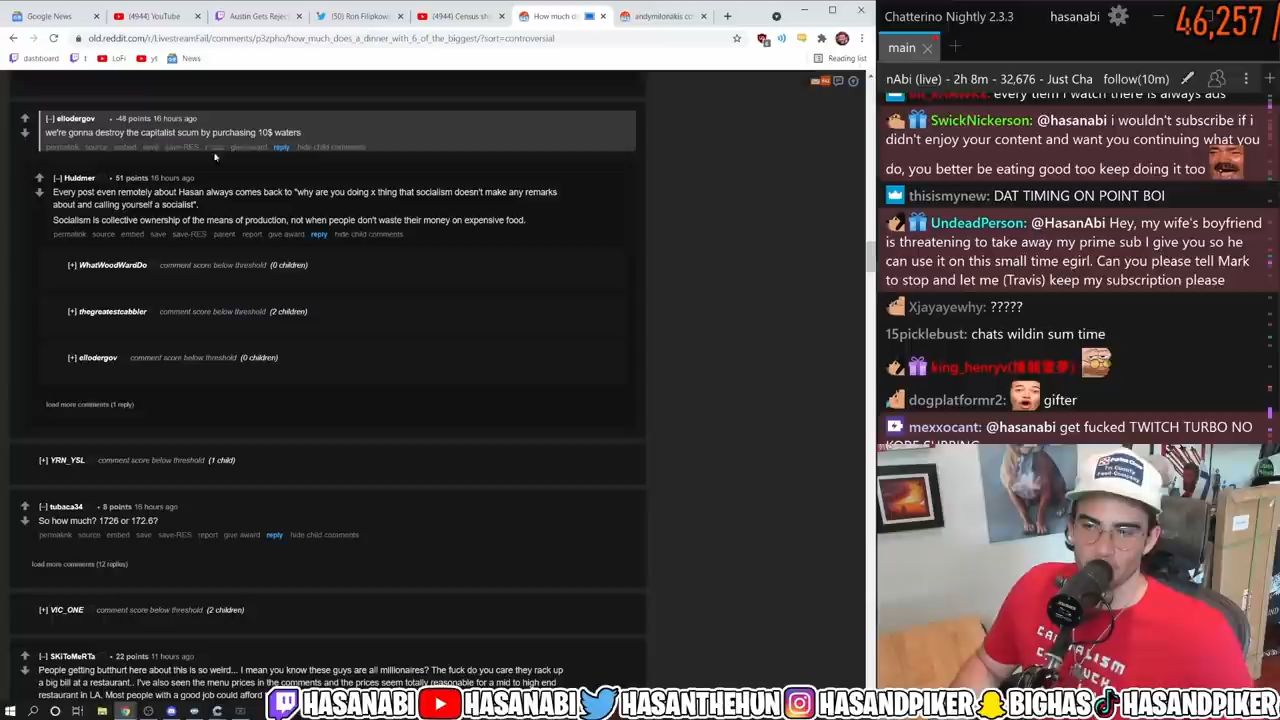 Google News
(4944) YouTube
Austin Gets Reject
(50) Ron Filipkow
(4944) Census sh
How much d
andymilonakis co
old.reddit.com/r/LivestreamFail/comments/p3zpho/how_much_does_a_dinner_with_6_of_the_biggest/?sort=controversial
dashboard
t
LoFi
yt
News
Reading list
[–] ellodergov -48 points 16 hours ago
we're gonna destroy the capitalist scum by purchasing 10$ waters
permalink source embed save save-RES give award reply hide child comments
[–] Huldmer • 51 points 16 hours ago
Every post even remotely about Hasan always comes back to "why are you doing x thing that socialism doesn't make any remarks
about and calling yourself a socialist".
Socialism is collective ownership of the means of production, not when people don't waste their money on expensive food.
permalink source embed save save-RES parent report give award reply hide child comments
[+] WhatWoodWardDo comment score below threshold (0 children)
[+] thegreatestcabbler comment score below threshold (2 children)
[+] ellodergov comment score below threshold (0 children)
load more comments (1 reply)
[+] YRN_YSL comment score below threshold (1 child)
[–] tubaca34 • 8 points 16 hours ago
So how much? 1726 or 172.6?
permalink source embed save save-RES report give award reply hide child comments
load more comments (12 replies)
[+] VIC_ONE comment score below threshold (2 children)
[–] SKiToMeRTa • 22 points 11 hours ago
People getting butthurt here about this is so weird... I mean you know these guys are all millionaires? The fuck do you care they rack up
a big bill at a restaurant.. I've also seen the menu prices in the comments and the prices seem totally reasonable for a mid to high end
restaurant in LA. Most people with a good job could afford
Chatterino Nightly 2.3.3
hasanabi
46,257
main
nAbi (live) - 2h 8m - 32,676 - Just Cha
follow(10m)
every tiem I watch there is always ads
SwickNickerson: @hasanabi i wouldn't subscribe if i
didn't enjoy your content and want you continuing what you
do, you better be eating good too keep doing it too
thisismynew: DAT TIMING ON POINT BOI
UndeadPerson: @HasanAbi Hey, my wife's boyfriend
is threatening to take away my prime sub I give you so he
can use it on this small time egirl. Can you please tell Mark
to stop and let me (Travis) keep my subscription please
Xjayayewhy: ?????
15picklebust: chats wildin sum time
dogplatformr2: gifter
mexxocant: @hasanabi get fucked TWITCH TURBO NO
HASANABI
HASANABI
HASANTHEHUN
HASANDPIKER
BIGHAS
HASANDPIKER